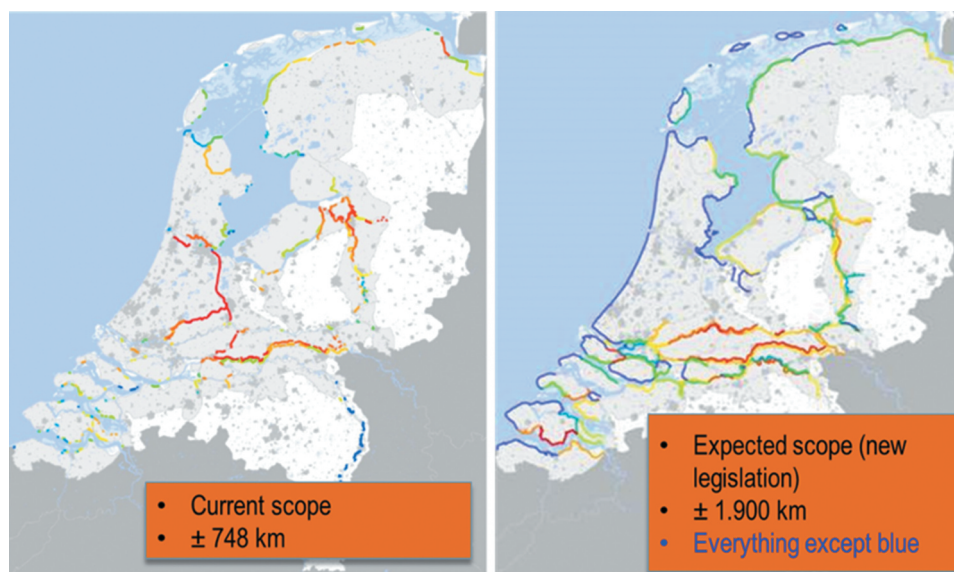 • Current scope
• ± 748 km
• Expected scope (new
legislation)
• ± 1.900 km
• Everything except blue